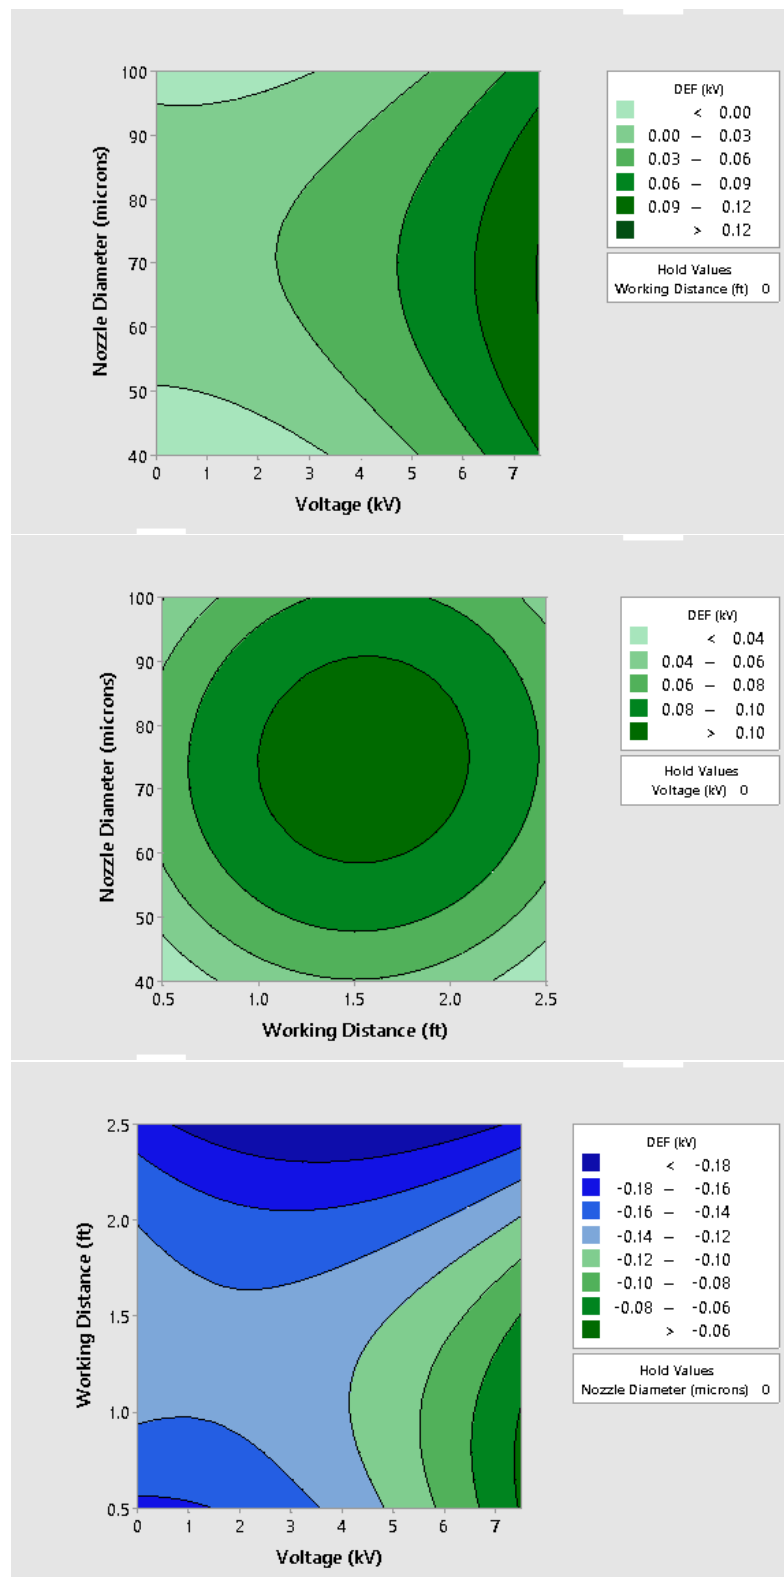 DEF (kV)
< 0.00
0.00 – 0.03
0.03 – 0.06
0.06 – 0.09
0.09 – 0.12
> 0.12
Hold Values
Working Distance (ft) 0
Nozzle Diameter (microns)
100
90
80
70
60
50
40
0 1 2 3 4 5 6 7
Voltage (kV)
DEF (kV)
< 0.04
0.04 – 0.06
0.06 – 0.08
0.08 – 0.10
> 0.10
Hold Values
Voltage (kV) 0
Nozzle Diameter (microns)
100
90
80
70
60
50
40
0.5 1.0 1.5 2.0 2.5
Working Distance (ft)
DEF (kV)
< -0.18
-0.18 – -0.16
-0.16 – -0.14
-0.14 – -0.12
-0.12 – -0.10
-0.10 – -0.08
-0.08 – -0.06
> -0.06
Hold Values
Nozzle Diameter (microns) 0
Working Distance (ft)
2.5
2.0
1.5
1.0
0.5
0 1 2 3 4 5 6 7
Voltage (kV)